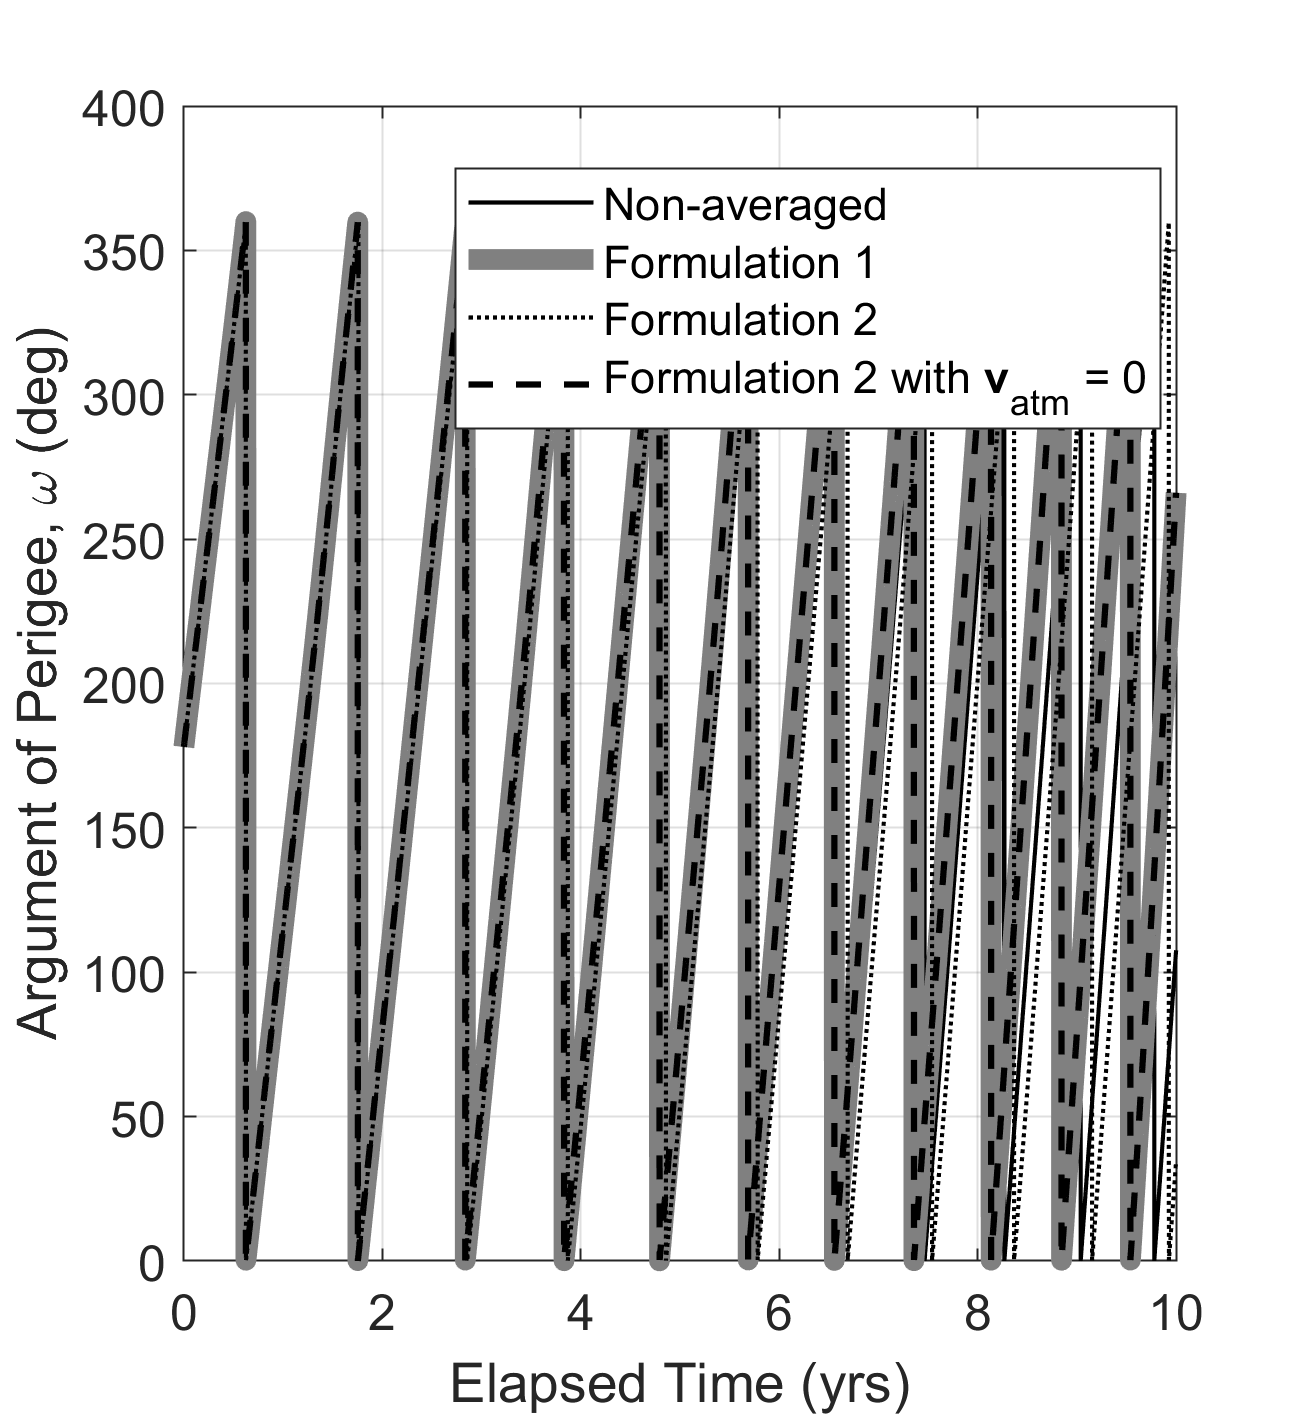 400
350
300
250
200
150
100
50
0
Argument of Perigee, ω (deg)
Non-averaged
Formulation 1
Formulation 2
Formulation 2 with v_atm = 0
0 2 4 6 8 10
Elapsed Time (yrs)